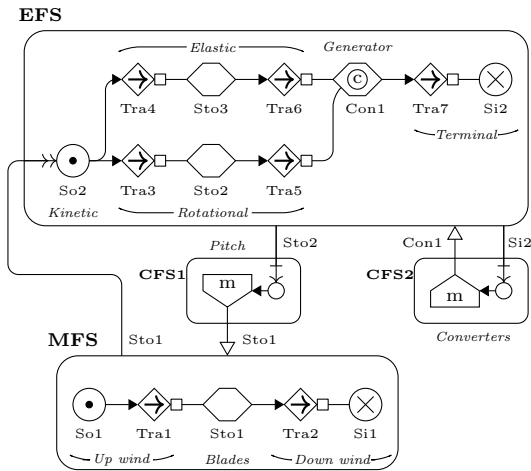 EFS
Elastic Generator
c
Tra4 Sto3 Tra6 Con1 Tra7 Si2
Terminal
So2 Tra3 Sto2 Tra5
Kinetic Rotational
Pitch Sto2 Con1 Si2
CFS1 m CFS2 m
Sto1 Sto1 Converters
MFS
So1 Tra1 Sto1 Tra2 Si1
Up wind Blades Down wind